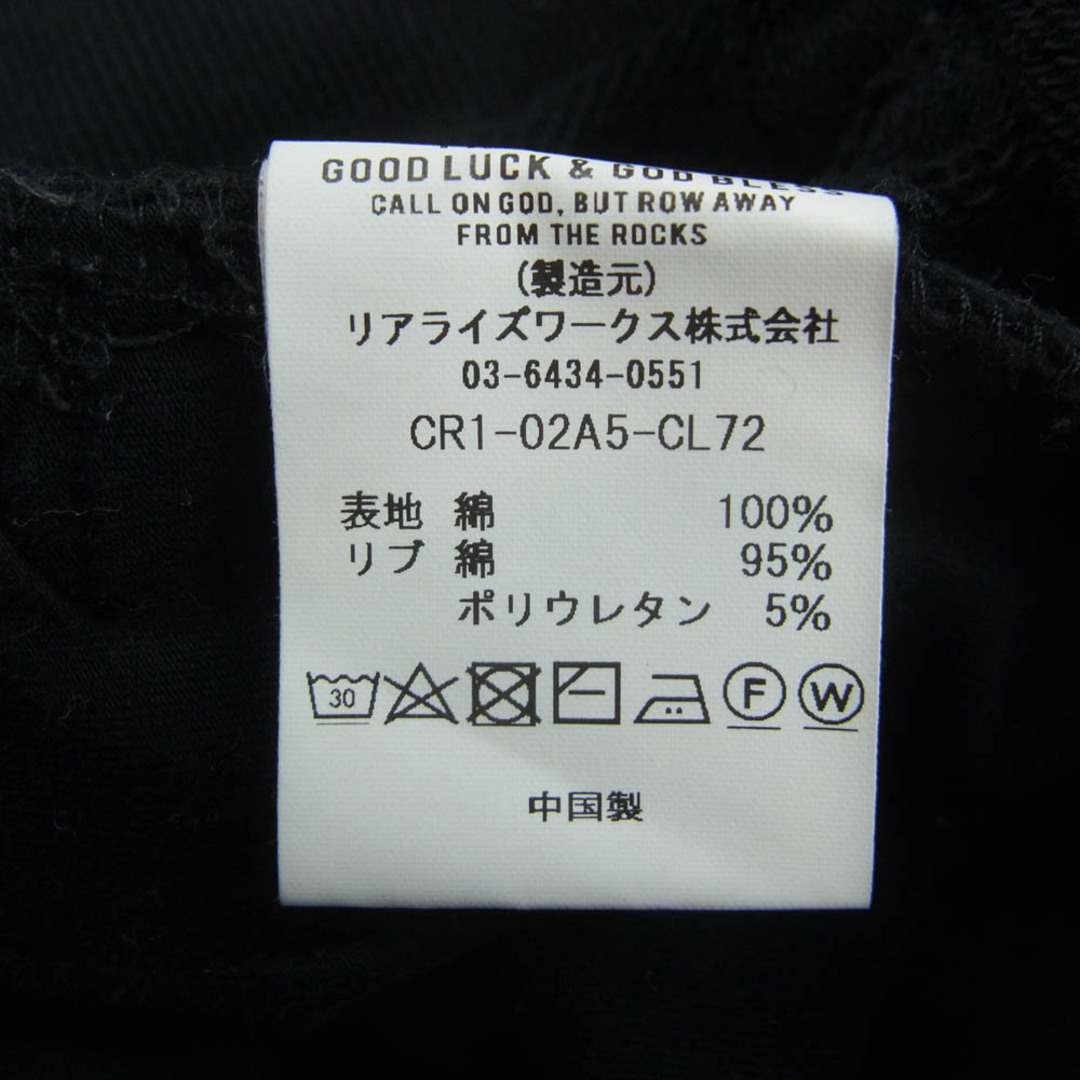 GOOD LUCK & GOD BLESS
CALL ON GOD, BUT ROW AWAY
FROM THE ROCKS
(製造元)
リアライズワークス株式会社
03-6434-0551
CR1-02A5-CL72
表地 綿 100%
リブ 綿 95%
ポリウレタン 5%
30 F W
中国製